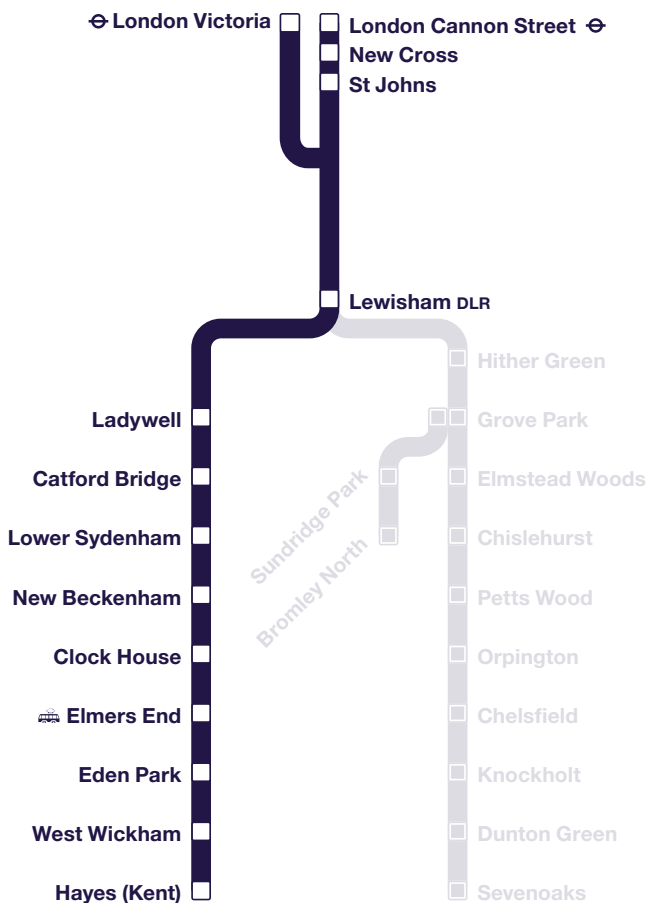 London Victoria
London Cannon Street
New Cross
St Johns
Lewisham DLR
Hither Green
Ladywell
Grove Park
Catford Bridge
Sundridge Park
Elmstead Woods
Lower Sydenham
Bromley North
Chislehurst
New Beckenham
Petts Wood
Clock House
Orpington
Elmers End
Chelsfield
Eden Park
Knockholt
West Wickham
Dunton Green
Hayes (Kent)
Sevenoaks